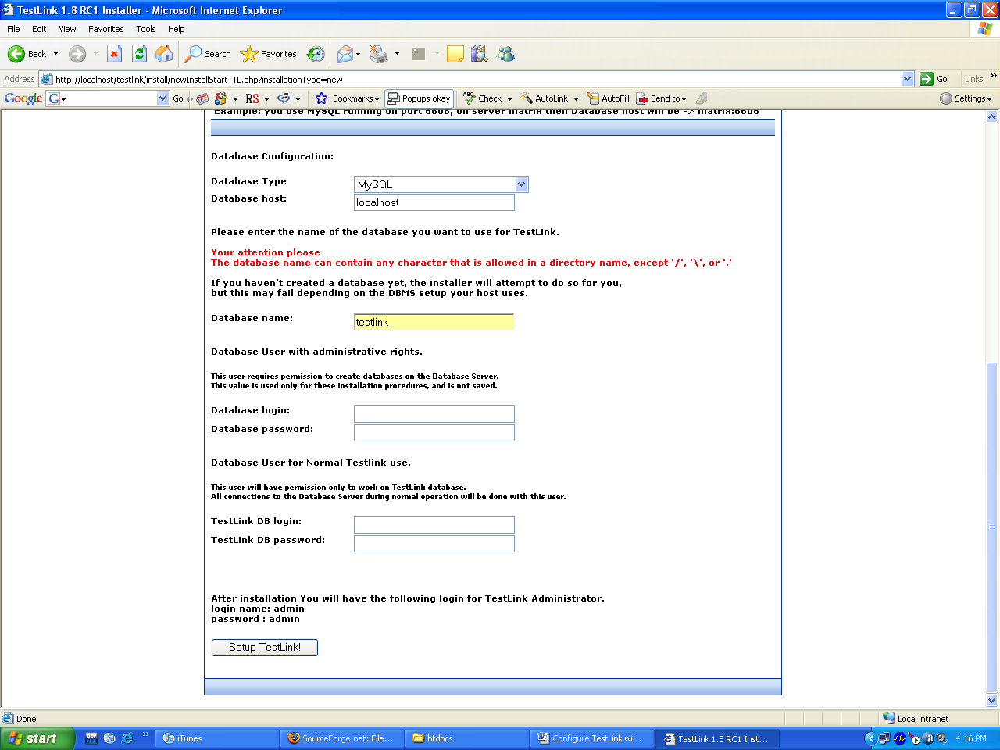 TestLink 1.8 RC1 Installer - Microsoft Internet Explorer
File Edit View Favorites Tools Help
Back Search Favorites
Address http://localhost/testlink/install/newInstallStart_TL.php?installationType=new Go Links »
Google G Go RS Bookmarks Popups okay ABC Check AutoLink AutoFill Send to Settings
Example: you use MySQL running on port 6606, on server matrix then Database host will be -> matrix:6606
Database Configuration:
Database Type MySQL
Database host: localhost
Please enter the name of the database you want to use for TestLink.
Your attention please
The database name can contain any character that is allowed in a directory name, except '/', '\', or '.'
If you haven't created a database yet, the installer will attempt to do so for you,
but this may fail depending on the DBMS setup your host uses.
Database name: testlink
Database User with administrative rights.
This user requires permission to create databases on the Database Server.
This value is used only for these installation procedures, and is not saved.
Database login:
Database password:
Database User for Normal Testlink use.
This user will have permission only to work on TestLink database.
All connections to the Database Server during normal operation will be done with this user.
TestLink DB login:
TestLink DB password:
After installation You will have the following login for TestLink Administrator.
login name: admin
password : admin
Setup TestLink!
Done Local intranet
start » iTunes SourceForge.net: File... htdocs Configure TestLink wi... TestLink 1.8 RC1 Inst... 4:16 PM